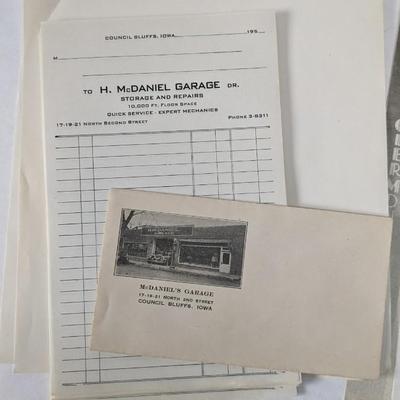 COUNCIL BLUFFS, IOWA 195
M
TO H. McDANIEL GARAGE DR.
STORAGE AND REPAIRS
10,000 FT. FLOOR SPACE
QUICK SERVICE - EXPERT MECHANICS
17-19-21 NORTH SECOND STREET PHONE 3-8311
McDANIEL'S GARAGE
17-19-21 NORTH 2ND STREET
COUNCIL BLUFFS, IOWA